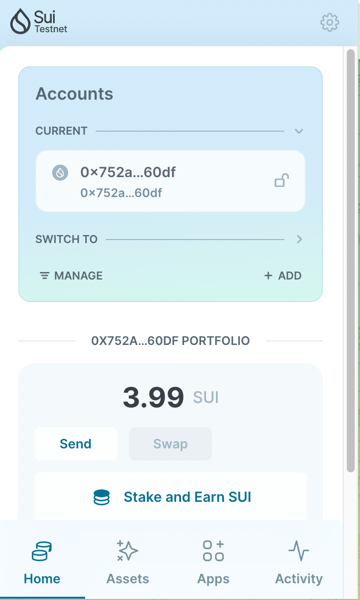 Sui
Testnet
Accounts
CURRENT
0×752a...60df
0×752a...60df
SWITCH TO
MANAGE
+ ADD
0X752A...60DF PORTFOLIO
3.99 SUI
Send
Swap
Stake and Earn SUI
Home
Assets
Apps
Activity